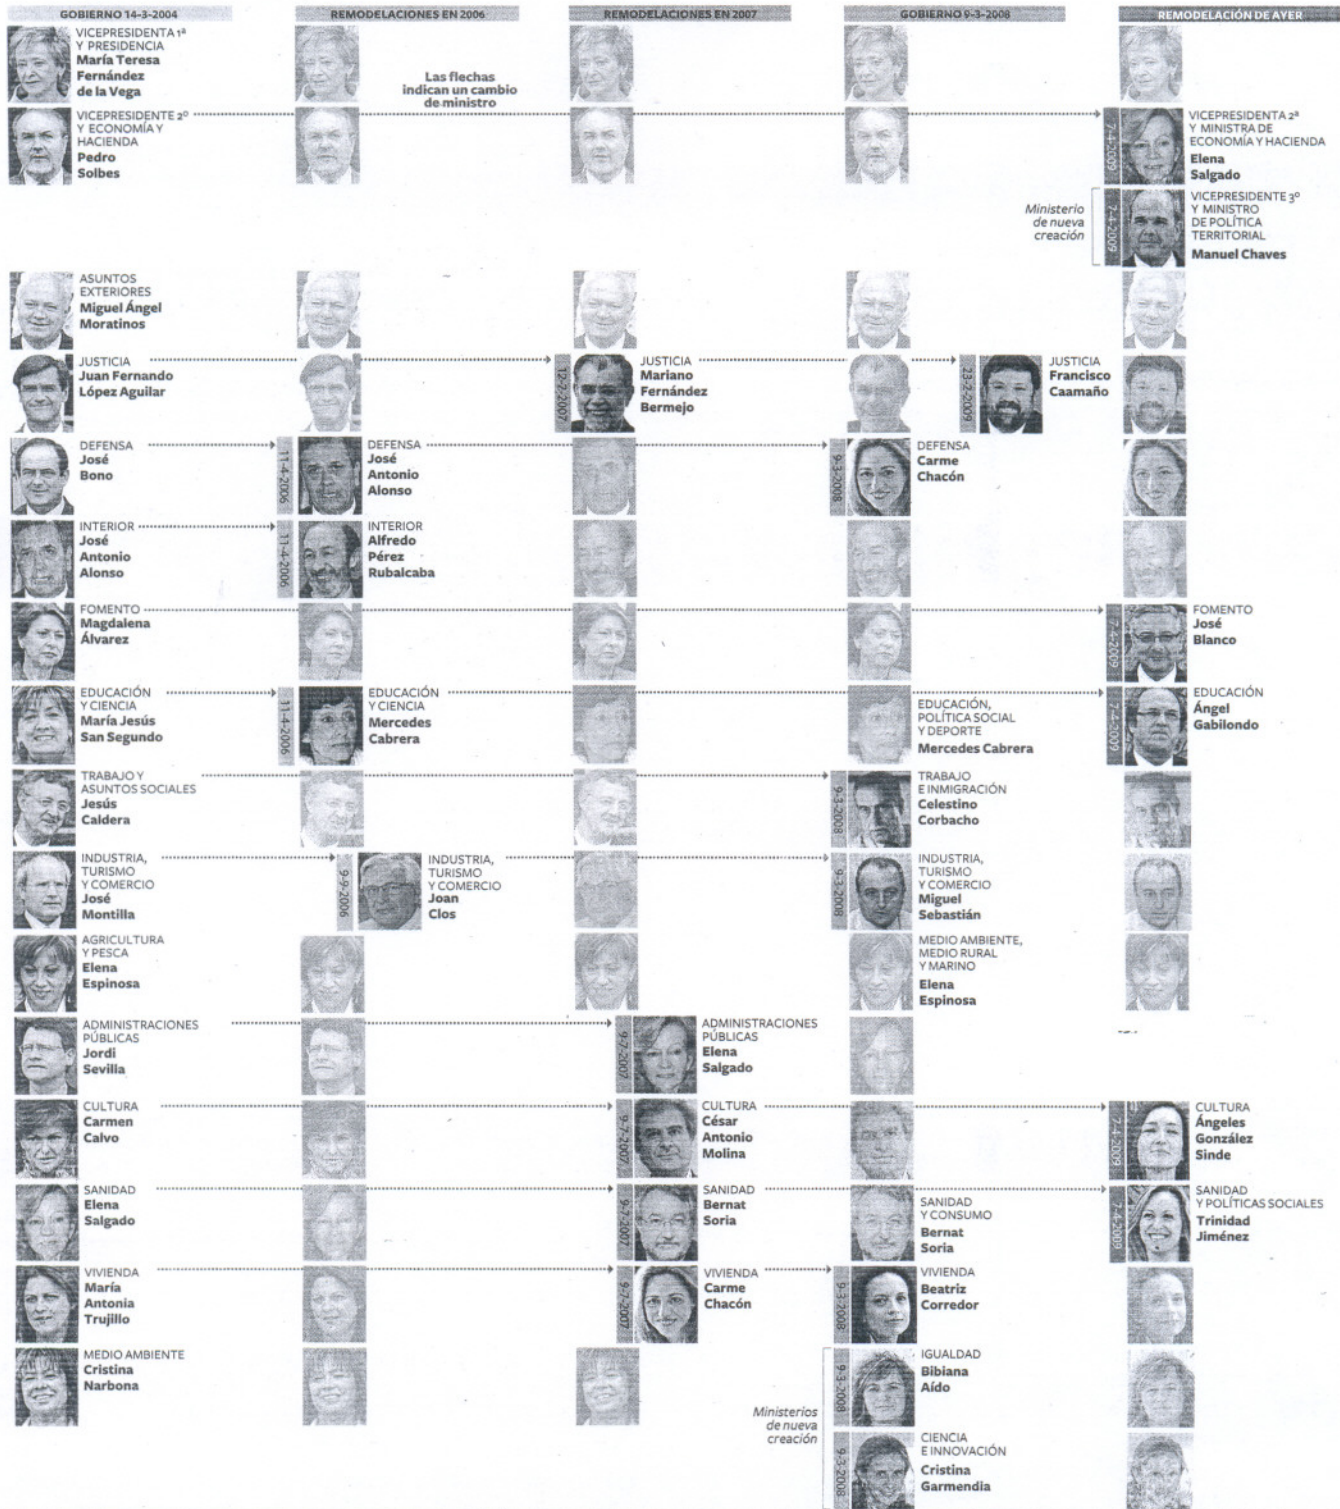 GOBIERNO 14-3-2004
REMODELACIONES EN 2006
REMODELACIONES EN 2007
GOBIERNO 9-3-2008
REMODELACIÓN DE AYER
VICEPRESIDENTA 1ª
Y PRESIDENCIA
María Teresa
Fernández
de la Vega
Las flechas
indican un cambio
de ministro
VICEPRESIDENTE 2º
Y ECONOMÍA Y
HACIENDA
Pedro
Solbes
7-4-2009
VICEPRESIDENTA 2ª
Y MINISTRA DE
ECONOMÍA Y HACIENDA
Elena
Salgado
Ministerio
de nueva
creación
7-4-2009
VICEPRESIDENTE 3º
Y MINISTRO
DE POLÍTICA
TERRITORIAL
Manuel Chaves
ASUNTOS
EXTERIORES
Miguel Ángel
Moratinos
JUSTICIA
Juan Fernando
López Aguilar
12-2-2007
JUSTICIA
Mariano
Fernández
Bermejo
23-2-2009
JUSTICIA
Francisco
Caamaño
DEFENSA
José
Bono
11-4-2006
DEFENSA
José
Antonio
Alonso
9-3-2008
DEFENSA
Carme
Chacón
INTERIOR
José
Antonio
Alonso
11-4-2006
INTERIOR
Alfredo
Pérez
Rubalcaba
FOMENTO
Magdalena
Álvarez
7-4-2009
FOMENTO
José
Blanco
EDUCACIÓN
Y CIENCIA
María Jesús
San Segundo
11-4-2006
EDUCACIÓN
Y CIENCIA
Mercedes
Cabrera
EDUCACIÓN,
POLÍTICA SOCIAL
Y DEPORTE
Mercedes Cabrera
7-4-2009
EDUCACIÓN
Ángel
Gabilondo
TRABAJO Y
ASUNTOS SOCIALES
Jesús
Caldera
9-3-2008
TRABAJO
E INMIGRACIÓN
Celestino
Corbacho
INDUSTRIA,
TURISMO
Y COMERCIO
José
Montilla
9-9-2006
INDUSTRIA,
TURISMO
Y COMERCIO
Joan
Clos
9-3-2008
INDUSTRIA,
TURISMO
Y COMERCIO
Miguel
Sebastián
AGRICULTURA
Y PESCA
Elena
Espinosa
MEDIO AMBIENTE,
MEDIO RURAL
Y MARINO
Elena
Espinosa
ADMINISTRACIONES
PÚBLICAS
Jordi
Sevilla
9-7-2007
ADMINISTRACIONES
PÚBLICAS
Elena
Salgado
CULTURA
Carmen
Calvo
9-7-2007
CULTURA
César
Antonio
Molina
7-4-2009
CULTURA
Ángeles
González
Sinde
SANIDAD
Elena
Salgado
9-7-2007
SANIDAD
Bernat
Soria
SANIDAD
Y CONSUMO
Bernat
Soria
7-4-2009
SANIDAD
Y POLÍTICAS SOCIALES
Trinidad
Jiménez
VIVIENDA
María
Antonia
Trujillo
9-7-2007
VIVIENDA
Carme
Chacón
9-3-2008
VIVIENDA
Beatriz
Corredor
MEDIO AMBIENTE
Cristina
Narbona
Ministerios
de nueva
creación
9-3-2008
IGUALDAD
Bibiana
Aído
9-3-2008
CIENCIA
E INNOVACIÓN
Cristina
Garmendia